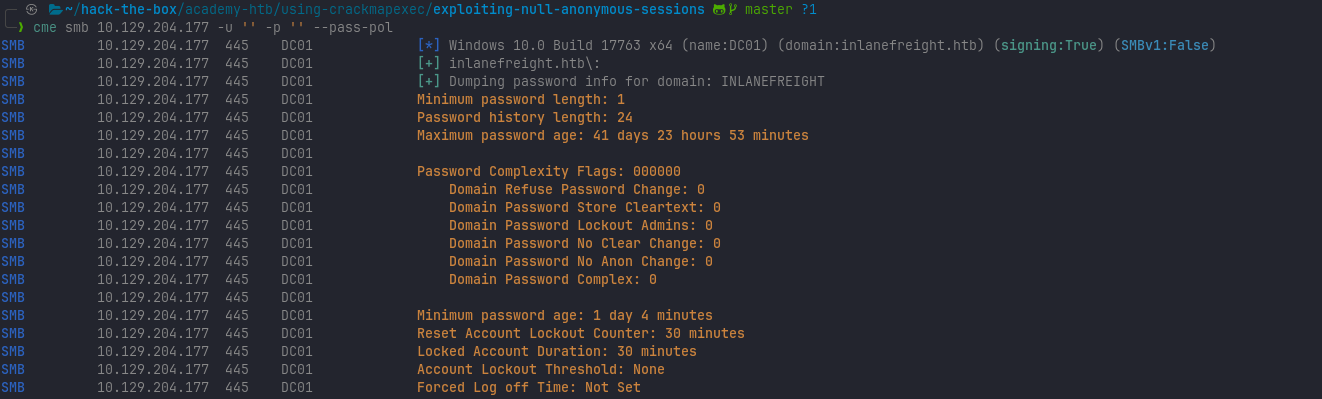 ~/hack-the-box/academy-htb/using-crackmapexec/exploiting-null-anonymous-sessions master ?1
❯ cme smb 10.129.204.177 -u '' -p '' --pass-pol
SMB 10.129.204.177 445 DC01 [*] Windows 10.0 Build 17763 x64 (name:DC01) (domain:inlanefreight.htb) (signing:True) (SMBv1:False)
SMB 10.129.204.177 445 DC01 [+] inlanefreight.htb\:
SMB 10.129.204.177 445 DC01 [+] Dumping password info for domain: INLANEFREIGHT
SMB 10.129.204.177 445 DC01 Minimum password length: 1
SMB 10.129.204.177 445 DC01 Password history length: 24
SMB 10.129.204.177 445 DC01 Maximum password age: 41 days 23 hours 53 minutes
SMB 10.129.204.177 445 DC01
SMB 10.129.204.177 445 DC01 Password Complexity Flags: 000000
SMB 10.129.204.177 445 DC01 Domain Refuse Password Change: 0
SMB 10.129.204.177 445 DC01 Domain Password Store Cleartext: 0
SMB 10.129.204.177 445 DC01 Domain Password Lockout Admins: 0
SMB 10.129.204.177 445 DC01 Domain Password No Clear Change: 0
SMB 10.129.204.177 445 DC01 Domain Password No Anon Change: 0
SMB 10.129.204.177 445 DC01 Domain Password Complex: 0
SMB 10.129.204.177 445 DC01
SMB 10.129.204.177 445 DC01 Minimum password age: 1 day 4 minutes
SMB 10.129.204.177 445 DC01 Reset Account Lockout Counter: 30 minutes
SMB 10.129.204.177 445 DC01 Locked Account Duration: 30 minutes
SMB 10.129.204.177 445 DC01 Account Lockout Threshold: None
SMB 10.129.204.177 445 DC01 Forced Log off Time: Not Set